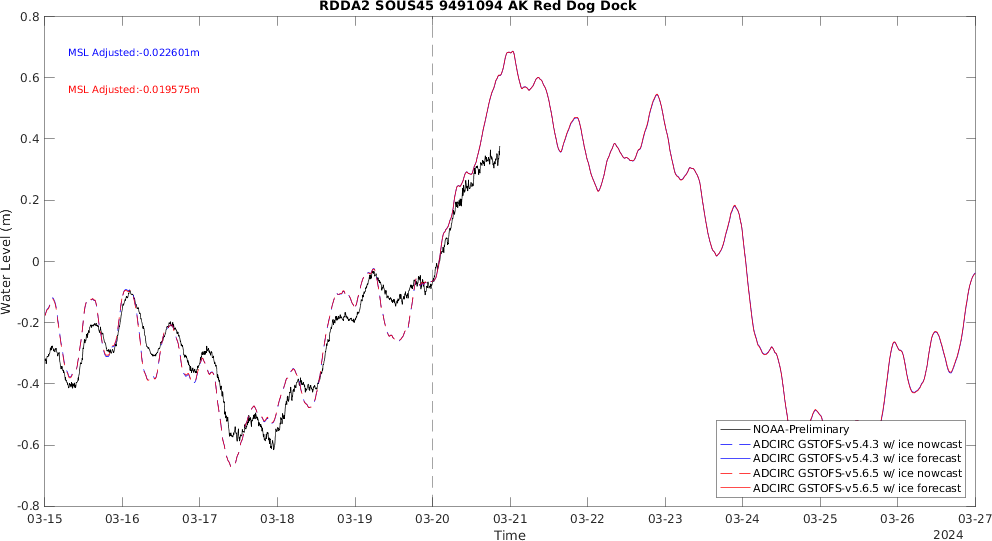 RDDA2 SOUS45 9491094 AK Red Dog Dock
MSL Adjusted:-0.022601m
MSL Adjusted:-0.019575m
Water Level (m)
0.8
0.6
0.4
0.2
0
-0.2
-0.4
-0.6
-0.8
NOAA-Preliminary
ADCIRC GSTOFS-v5.4.3 w/ ice nowcast
ADCIRC GSTOFS-v5.4.3 w/ ice forecast
ADCIRC GSTOFS-v5.6.5 w/ ice nowcast
ADCIRC GSTOFS-v5.6.5 w/ ice forecast
03-15 03-16 03-17 03-18 03-19 03-20 03-21 03-22 03-23 03-24 03-25 03-26 03-27
Time
2024